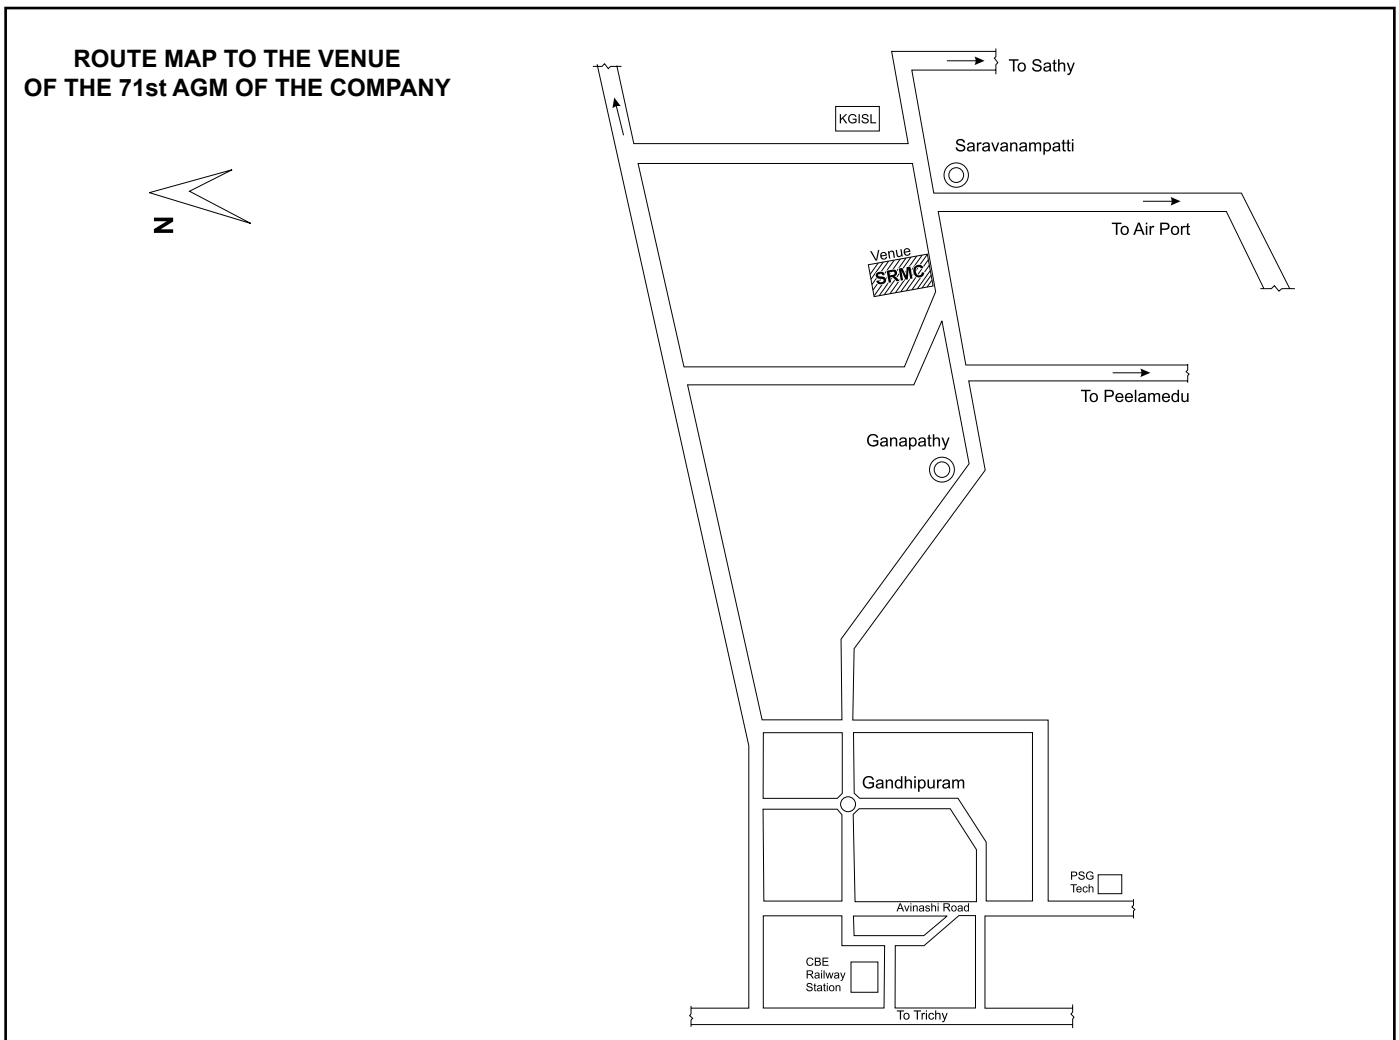 ROUTE MAP TO THE VENUE
OF THE 71st AGM OF THE COMPANY
To Sathy
KGISL
Saravanampatti
N
To Air Port
Venue
SRMC
To Peelamedu
Ganapathy
Gandhipuram
PSG
Tech
Avinashi Road
CBE
Railway
Station
To Trichy